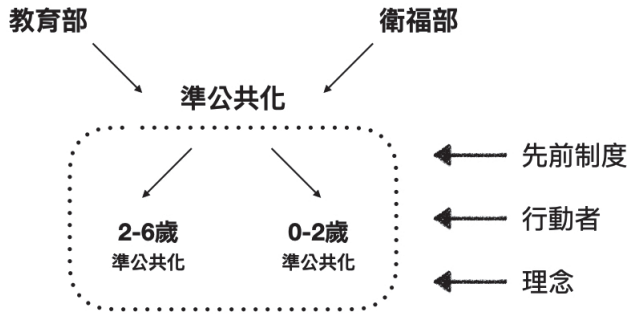 教育部
衛福部
準公共化
先前制度
行動者
2-6歲
0-2歲
準公共化
準公共化
理念